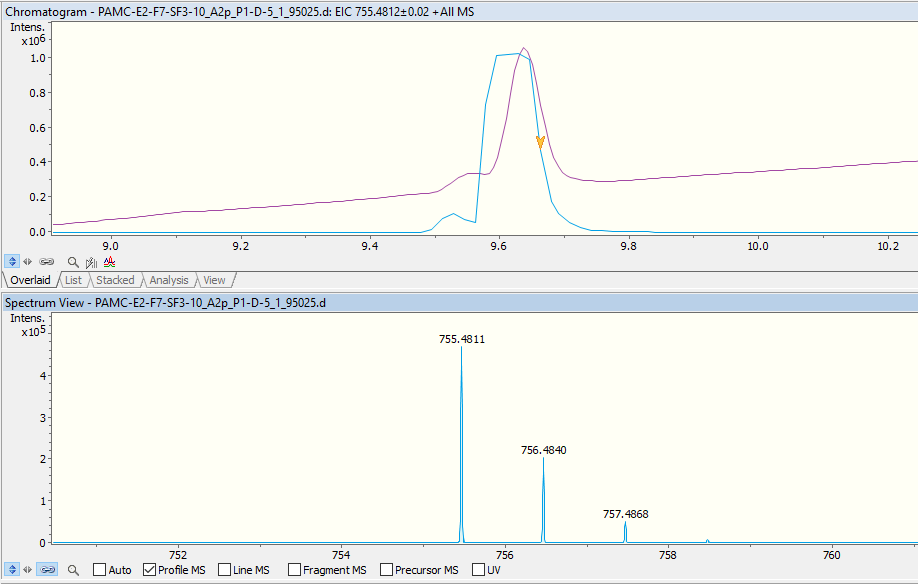 Chromatogram - PAMC-E2-F7-SF3-10_A2p_P1-D-5_1_95025.d: EIC 755.4812±0.02 +All MS
Intens.
x10⁶
1.0
0.8
0.6
0.4
0.2
0.0
9.0 9.2 9.4 9.6 9.8 10.0 10.2
Overlaid List Stacked Analysis View
Spectrum View - PAMC-E2-F7-SF3-10_A2p_P1-D-5_1_95025.d
Intens.
x10⁵
755.4811
4
3
756.4840
2
1
757.4868
0
752 754 756 758 760
Auto Profile MS Line MS Fragment MS Precursor MS UV